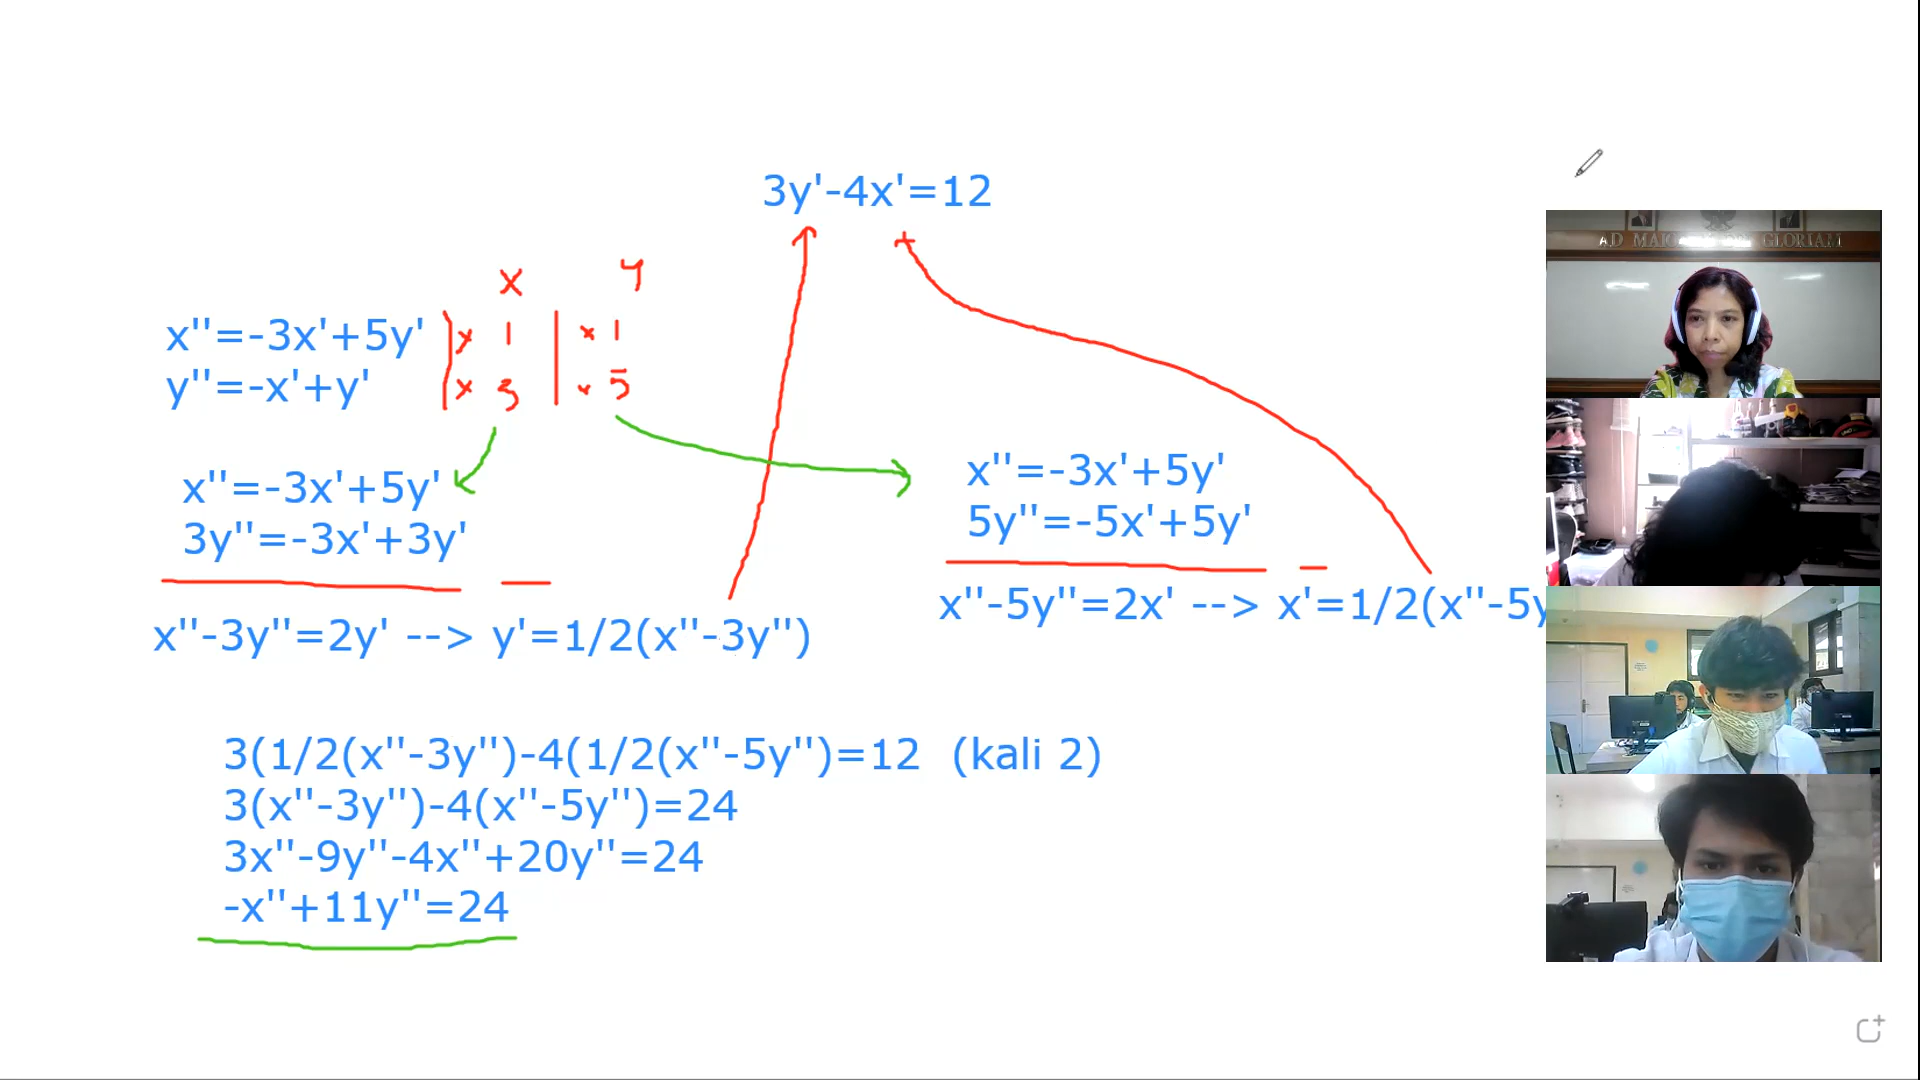 3y'-4x'=12
x y
x''=-3x'+5y' | x 1 | x 1
y''=-x'+y' | x 3 | x 5
x''=-3x'+5y'
3y''=-3x'+3y'
x''-3y''=2y' --> y'=1/2(x''-3y'')
x''=-3x'+5y'
5y''=-5x'+5y'
x''-5y''=2x' --> x'=1/2(x''-5y
3(1/2(x''-3y'')-4(1/2(x''-5y'')=12 (kali 2)
3(x''-3y'')-4(x''-5y'')=24
3x''-9y''-4x''+20y''=24
-x''+11y''=24
AD GLORIAM